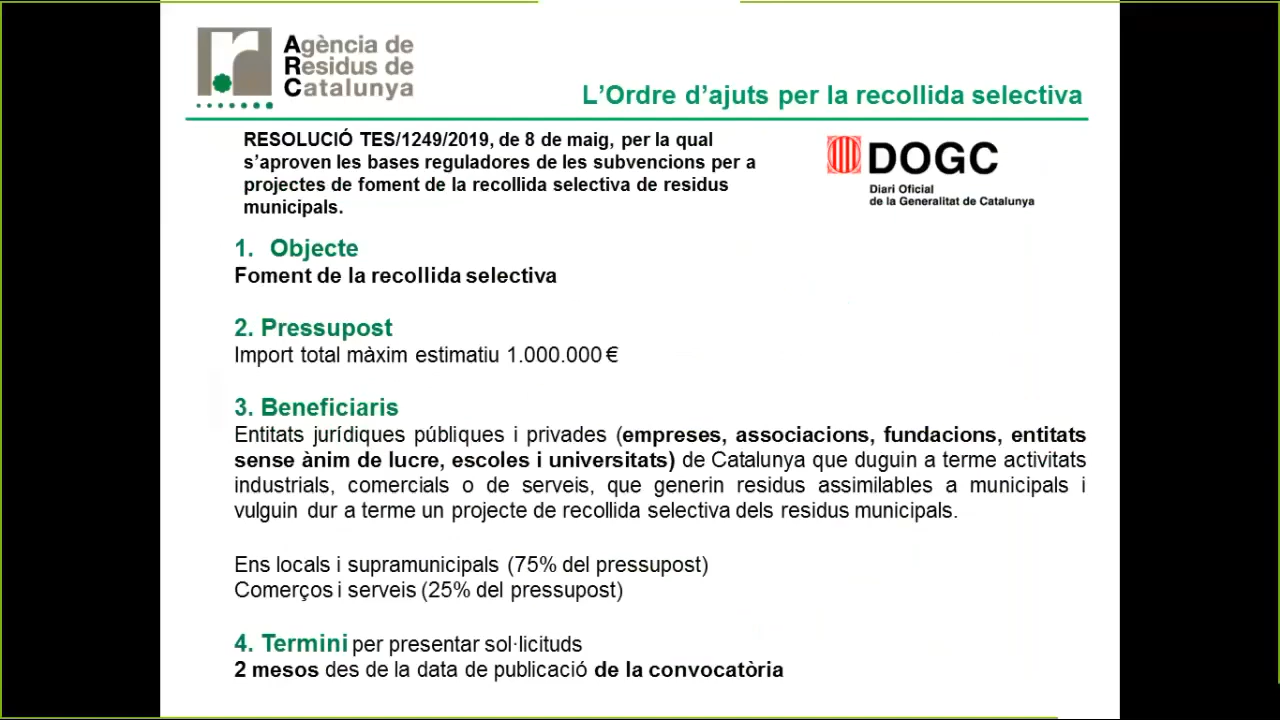 Agència de
Residus de
Catalunya
L'Ordre d'ajuts per la recollida selectiva
RESOLUCIÓ TES/1249/2019, de 8 de maig, per la qual
s'aproven les bases reguladores de les subvencions per a
projectes de foment de la recollida selectiva de residus
municipals.
DOGC
Diari Oficial
de la Generalitat de Catalunya
1. Objecte
Foment de la recollida selectiva
2. Pressupost
Import total màxim estimatiu 1.000.000 €
3. Beneficiaris
Entitats jurídiques públiques i privades (empreses, associacions, fundacions, entitats
sense ànim de lucre, escoles i universitats) de Catalunya que duguin a terme activitats
industrials, comercials o de serveis, que generin residus assimilables a municipals i
vulguin dur a terme un projecte de recollida selectiva dels residus municipals.
Ens locals i supramunicipals (75% del pressupost)
Comerços i serveis (25% del pressupost)
4. Termini per presentar sol·licituds
2 mesos des de la data de publicació de la convocatòria